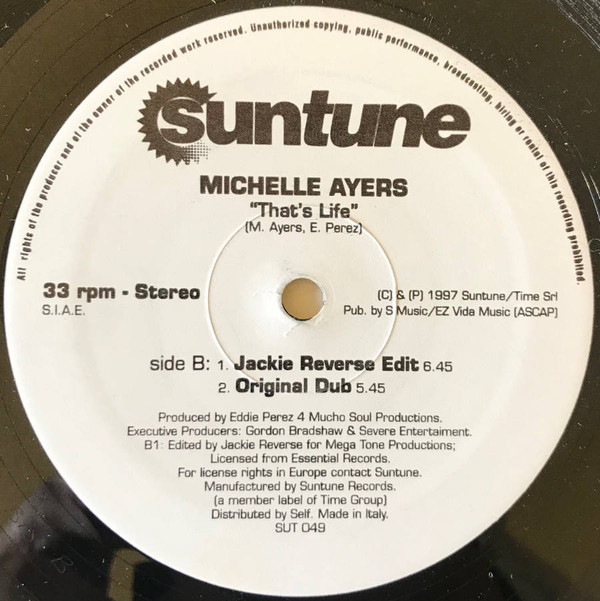 All rights of the producer and of the owner of the recorded work reserved. Unauthorized copying, public performance, broadcasting, hiring or rental of this recording prohibited.
suntune
MICHELLE AYERS
"That's Life"
(M. Ayers, E. Perez)
33 rpm - Stereo
S.I.A.E.
(C) & (P) 1997 Suntune/Time Srl
Pub. by S Music/EZ Vida Music (ASCAP)
side B: 1. Jackie Reverse Edit 6.45
2. Original Dub 5.45
Produced by Eddie Perez 4 Mucho Soul Productions.
Executive Producers: Gordon Bradshaw & Severe Entertaiment.
B1: Edited by Jackie Reverse for Mega Tone Productions;
Licensed from Essential Records.
For license rights in Europe contact Suntune.
Manufactured by Suntune Records.
(a member label of Time Group)
Distributed by Self. Made in Italy.
SUT 049